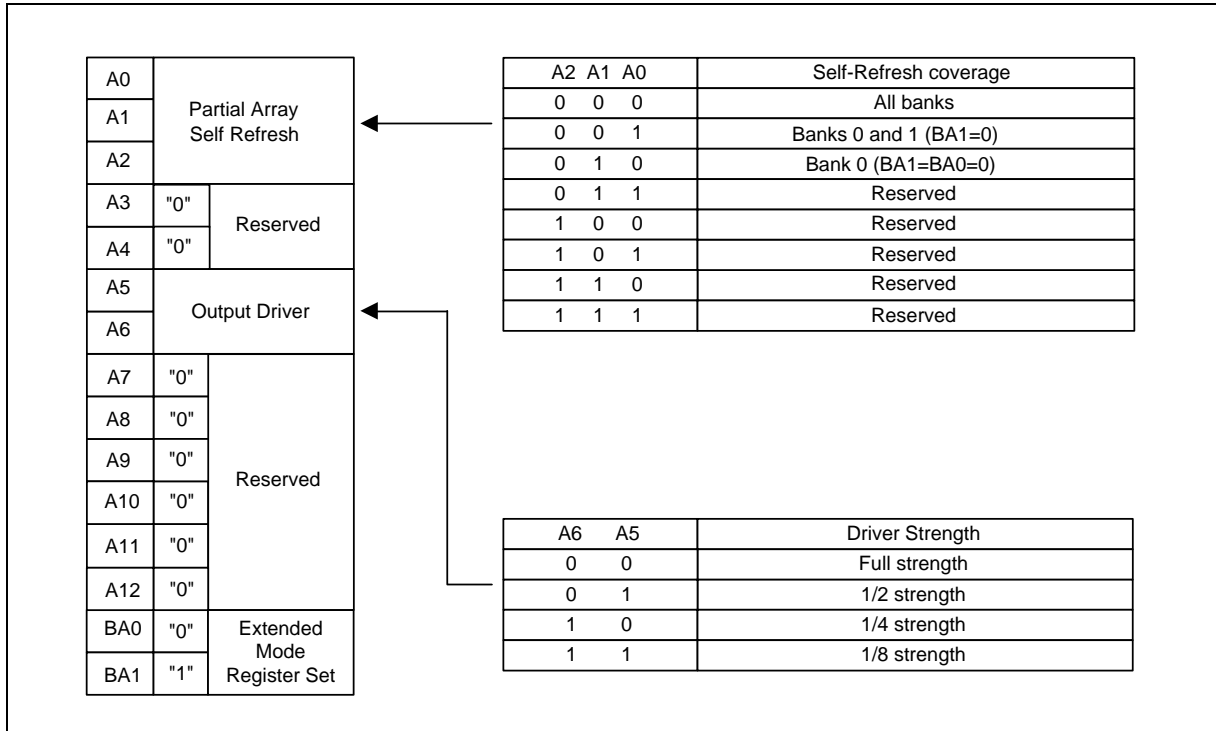 A0
Partial Array
Self Refresh
A1
A2
A3 "0"
Reserved
A4 "0"
A5
Output Driver
A6
A7 "0"
A8 "0"
A9 "0"
Reserved
A10 "0"
A11 "0"
A12 "0"
BA0 "0" Extended
Mode
BA1 "1" Register Set
A2 A1 A0 Self-Refresh coverage
0 0 0 All banks
0 0 1 Banks 0 and 1 (BA1=0)
0 1 0 Bank 0 (BA1=BA0=0)
0 1 1 Reserved
1 0 0 Reserved
1 0 1 Reserved
1 1 0 Reserved
1 1 1 Reserved
A6 A5 Driver Strength
0 0 Full strength
0 1 1/2 strength
1 0 1/4 strength
1 1 1/8 strength